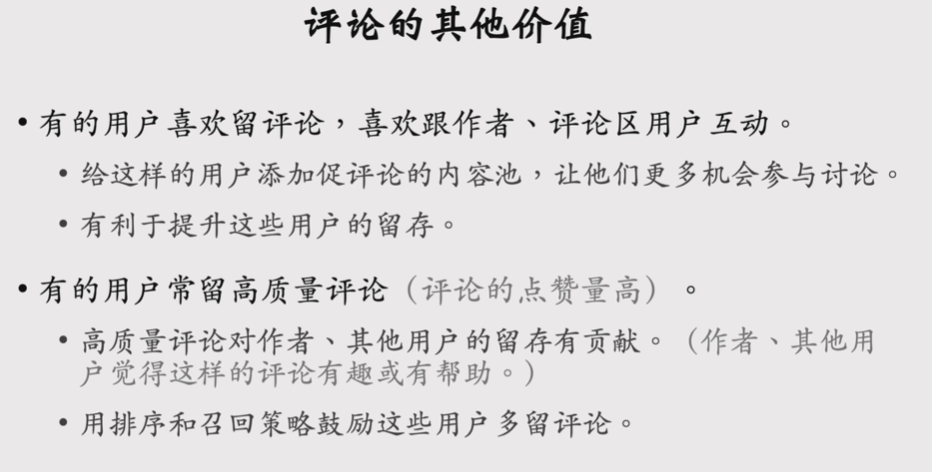 评论的其他价值
• 有的用户喜欢留评论，喜欢跟作者、评论区用户互动。
• 给这样的用户添加促评论的内容池，让他们更多机会参与讨论。
• 有利于提升这些用户的留存。
• 有的用户常留高质量评论（评论的点赞量高）。
• 高质量评论对作者、其他用户的留存有贡献。（作者、其他用
户觉得这样的评论有趣或有帮助。）
• 用排序和召回策略鼓励这些用户多留评论。